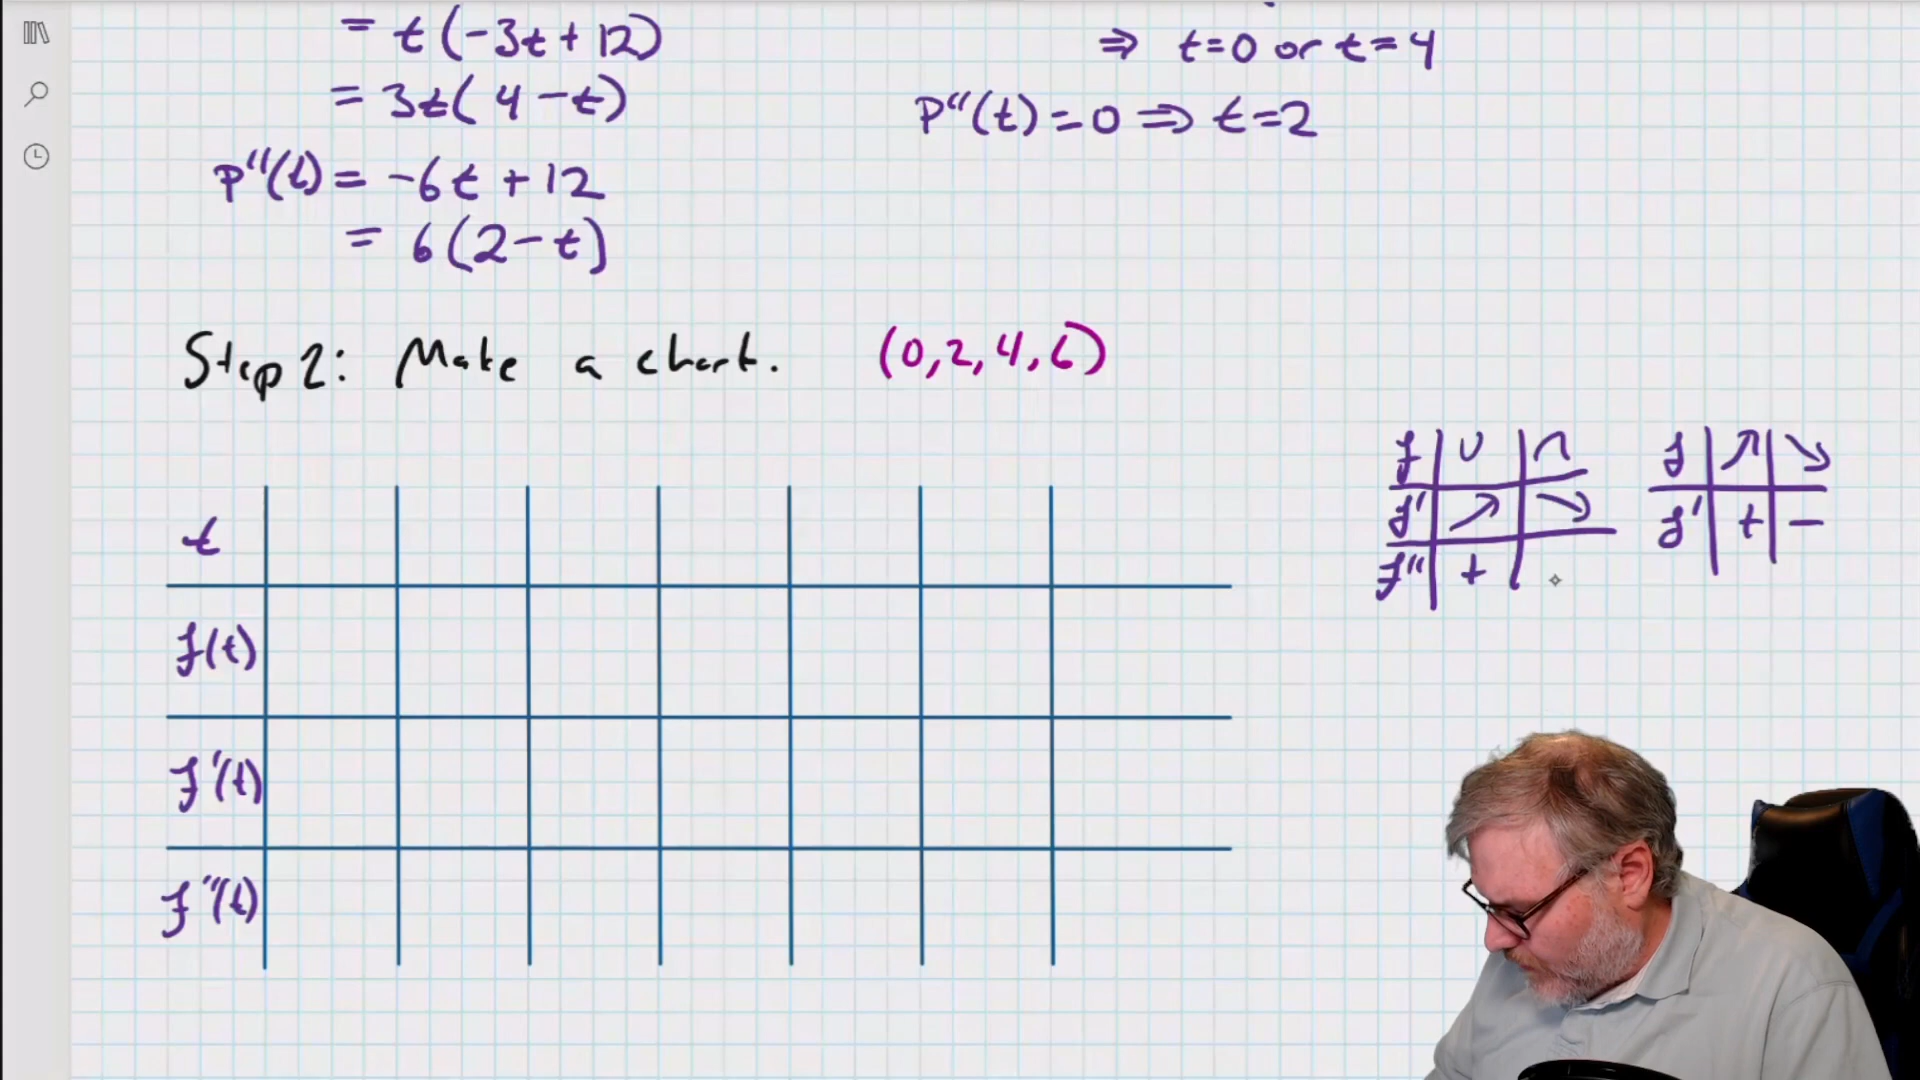 = t(-3t+12)
= 3t(4-t)
P''(t) = -6t + 12
= 6(2-t)
⇒ t=0 or t=4
P''(t) = 0 ⇒ t=2
Step 2: Make a chart. (0,2,4,6)
t
f(t)
f'(t)
f''(t)
f ∪ ∩
f' ↗ ↘
f'' +
f ↗ ↘
f' + −